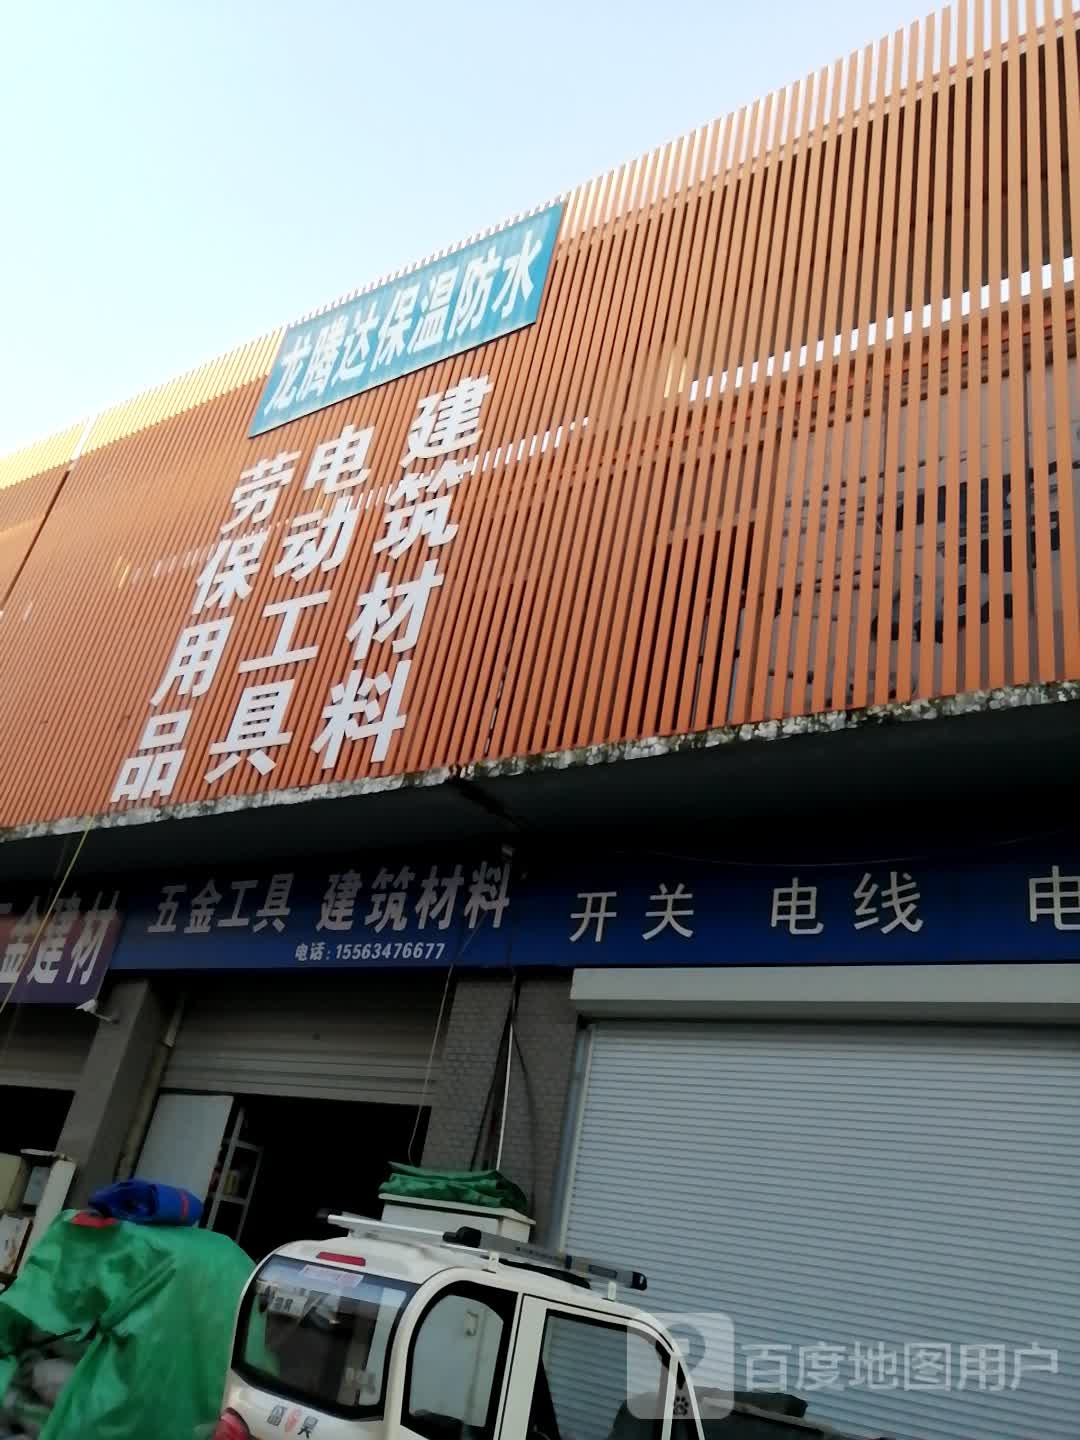 龙腾达保温防水
建筑材料
电动工具
劳保用品
金建材
五金工具 建筑材料
电话:15563476677
开关 电线 电
百度地图用户